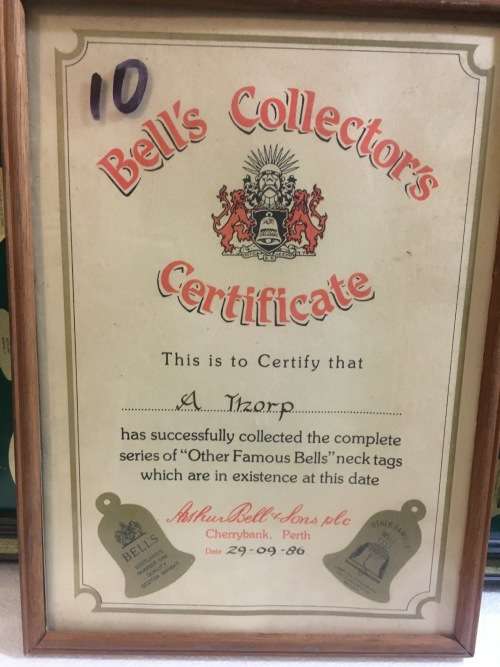 10
Bell's Collector's
Certificate
This is to Certify that
A
has successfully collected the complete
series of "Other Famous Bells" neck tags
which are in existence at this date
Arthur Bell & Sons plc
Cherrybank, Perth
Date 29-09-86
BELLS